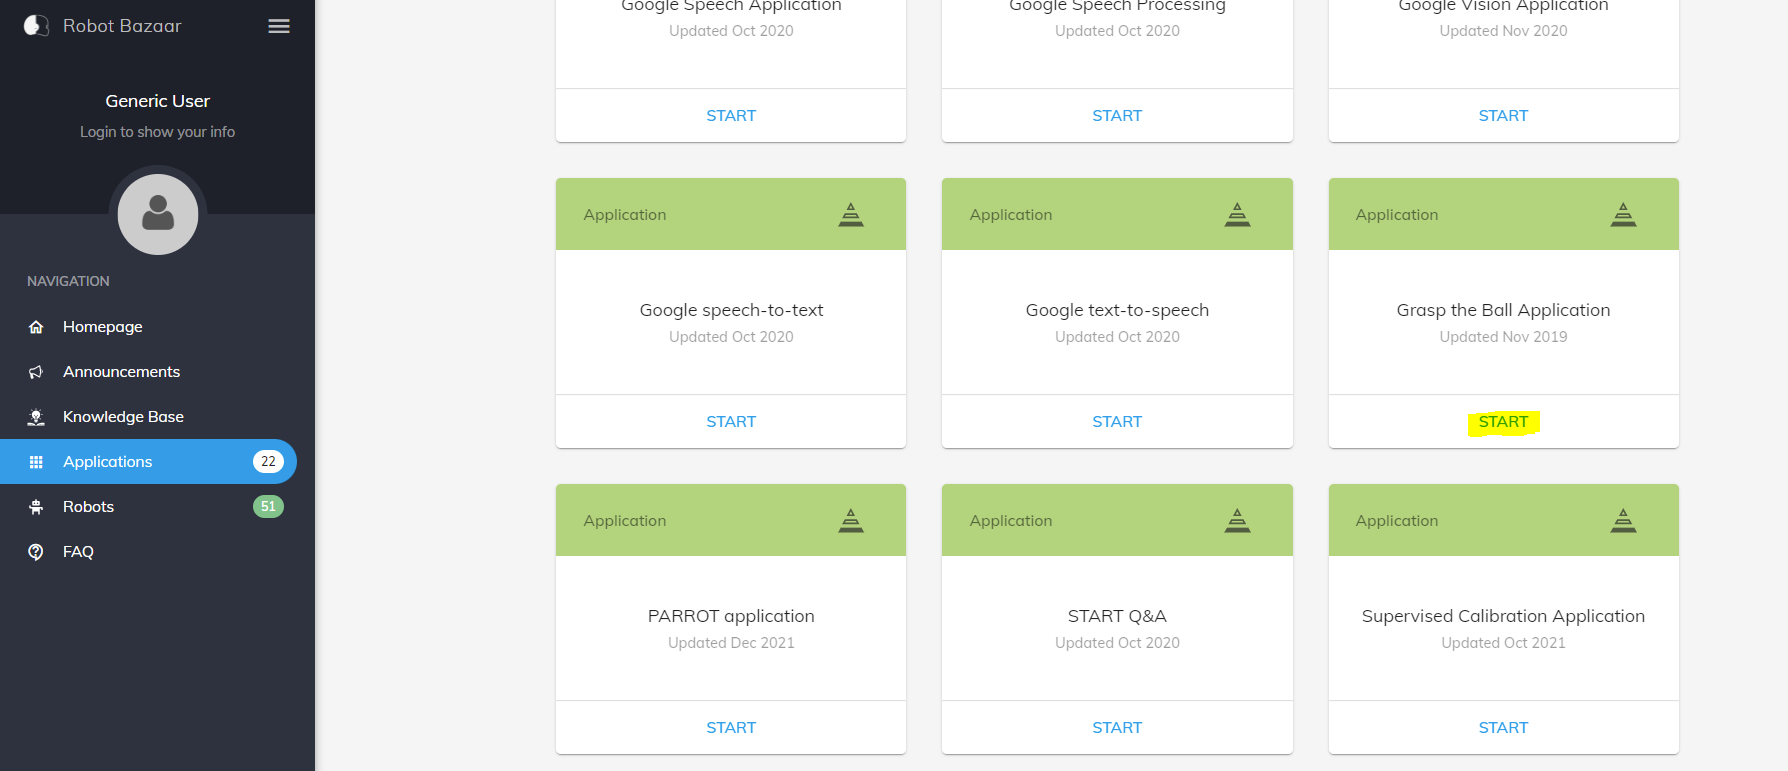 Robot Bazaar
Generic User
Login to show your info
NAVIGATION
Homepage
Announcements
Knowledge Base
Applications 22
Robots 51
FAQ
Google Speech Application
Updated Oct 2020
START
Google Speech Processing
Updated Oct 2020
START
Google Vision Application
Updated Nov 2020
START
Application
Google speech-to-text
Updated Oct 2020
START
Application
Google text-to-speech
Updated Oct 2020
START
Application
Grasp the Ball Application
Updated Nov 2019
START
Application
PARROT application
Updated Dec 2021
START
Application
START Q&A
Updated Oct 2020
START
Application
Supervised Calibration Application
Updated Oct 2021
START